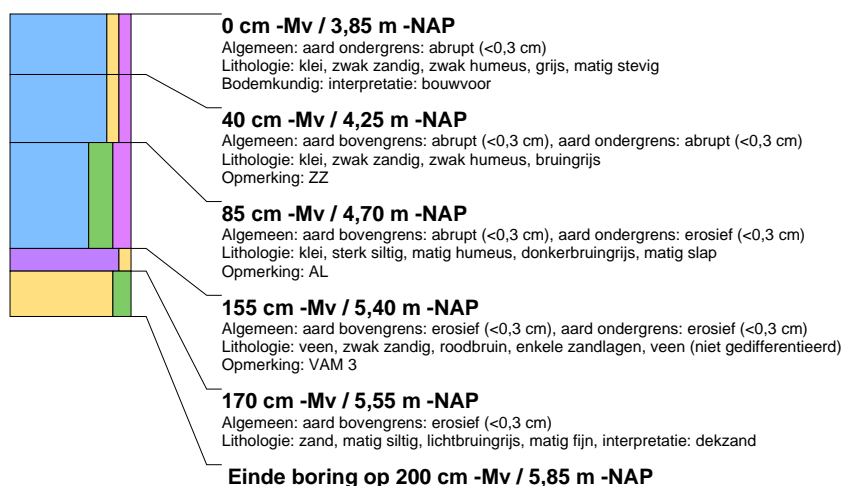 0 cm -Mv / 3,85 m -NAP
Algemeen: aard ondergrens: abrupt (<0,3 cm)
Lithologie: klei, zwak zandig, zwak humeus, grijs, matig stevig
Bodemkundig: interpretatie: bouwvoor
40 cm -Mv / 4,25 m -NAP
Algemeen: aard bovengrens: abrupt (<0,3 cm), aard ondergrens: abrupt (<0,3 cm)
Lithologie: klei, zwak zandig, zwak humeus, bruingrijs
Opmerking: ZZ
85 cm -Mv / 4,70 m -NAP
Algemeen: aard bovengrens: abrupt (<0,3 cm), aard ondergrens: erosief (<0,3 cm)
Lithologie: klei, sterk siltig, matig humeus, donkerbruingrijs, matig slap
Opmerking: AL
155 cm -Mv / 5,40 m -NAP
Algemeen: aard bovengrens: erosief (<0,3 cm), aard ondergrens: erosief (<0,3 cm)
Lithologie: veen, zwak zandig, roodbruin, enkele zandlagen, veen (niet gedifferentieerd)
Opmerking: VAM 3
170 cm -Mv / 5,55 m -NAP
Algemeen: aard bovengrens: erosief (<0,3 cm)
Lithologie: zand, matig siltig, lichtbruingrijs, matig fijn, interpretatie: dekzand
Einde boring op 200 cm -Mv / 5,85 m -NAP